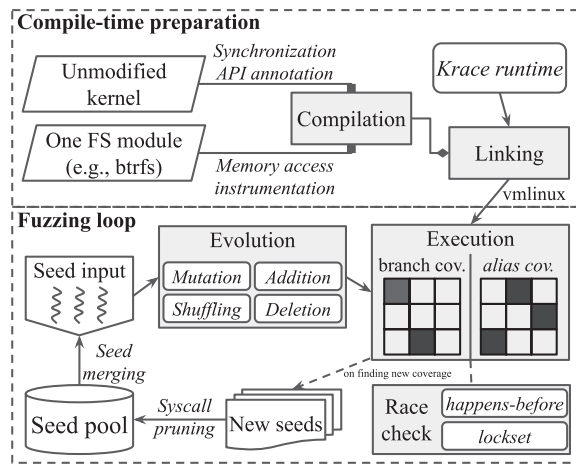 Compile-time preparation
Unmodified
kernel
Synchronization
API annotation
Krace runtime
Compilation
One FS module
(e.g., btrfs)
Memory access
instrumentation
Linking
vmlinux
Fuzzing loop
Seed input
Evolution
Mutation
Addition
Shuffling
Deletion
Execution
branch cov.
alias cov.
Seed
merging
on finding new coverage
Seed pool
Syscall
pruning
New seeds
Race
check
happens-before
lockset